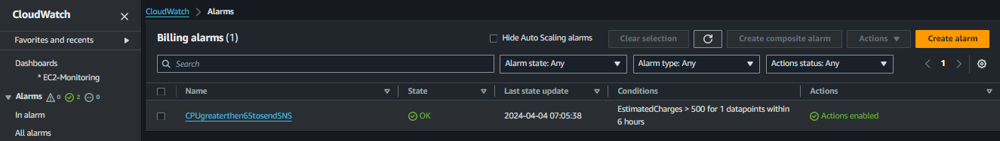 CloudWatch
CloudWatch > Alarms
Favorites and recents
Dashboards
* EC2-Monitoring
Alarms 0 2 0
In alarm
All alarms
Billing alarms (1)
Hide Auto Scaling alarms
Clear selection
Create composite alarm
Actions
Create alarm
Search
Alarm state: Any
Alarm type: Any
Actions status: Any
1
Name State Last state update Conditions Actions
CPUgreaterthen65tosendSNS OK 2024-04-04 07:05:38 EstimatedCharges > 500 for 1 datapoints within
6 hours
Actions enabled